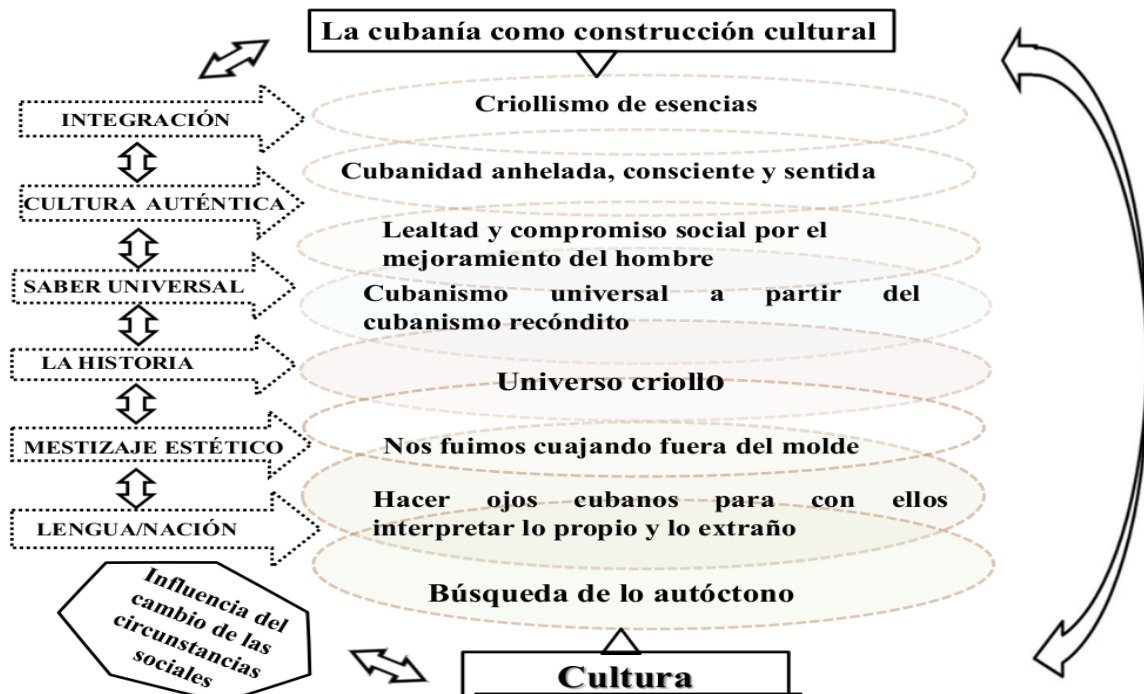 La cubanía como construcción cultural
INTEGRACIÓN
Criollismo de esencias
CULTURA AUTÉNTICA
Cubanidad anhelada, consciente y sentida
SABER UNIVERSAL
Lealtad y compromiso social por el
mejoramiento del hombre
Cubanismo universal a partir del
cubanismo recóndito
LA HISTORIA
Universo criollo
MESTIZAJE ESTÉTICO
Nos fuimos cuajando fuera del molde
LENGUA/NACIÓN
Hacer ojos cubanos para con ellos
interpretar lo propio y lo extraño
Búsqueda de lo autóctono
Influencia del
cambio de las
circunstancias
sociales
Cultura